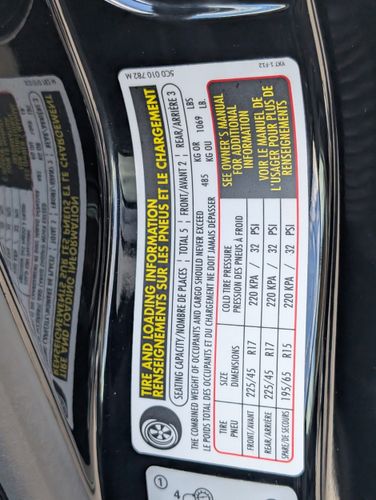 5C0 010 782 M
YX7 1-F12
TIRE AND LOADING INFORMATION
RENSEIGNEMENTS SUR LES PNEUS ET LE CHARGEMENT
SEATING CAPACITY/NOMBRE DE PLACES | TOTAL 5 | FRONT/AVANT 2 | REAR/ARRIÈRE 3
THE COMBINED WEIGHT OF OCCUPANTS AND CARGO SHOULD NEVER EXCEED 485 KG OR 1069 LBS
LE POIDS TOTAL DES OCCUPANTS ET DU CHARGEMENT NE DOIT JAMAIS DÉPASSER KG OU LB.
TIRE SIZE COLD TIRE PRESSURE
PNEU DIMENSIONS PRESSION DES PNEUS À FROID
FRONT/AVANT 225/45 R17 220 KPA / 32 PSI
REAR/ARRIÈRE 225/45 R17 220 KPA / 32 PSI
SPARE/DE SECOURS 195/65 R15 220 KPA / 32 PSI
SEE OWNER'S MANUAL
FOR ADDITIONAL
INFORMATION
VOIR LE MANUEL DE
L'USAGER POUR PLUS DE
RENSEIGNEMENTS
1
4